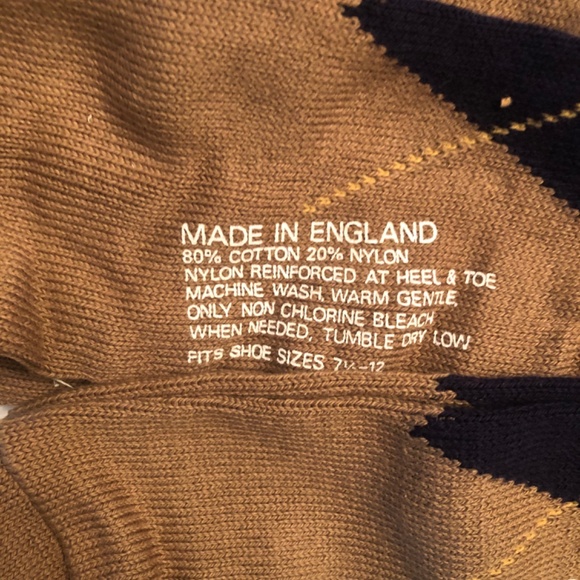 MADE IN ENGLAND
80% COTTON 20% NYLON
NYLON REINFORCED AT HEEL & TOE
MACHINE WASH, WARM GENTLE,
ONLY NON CHLORINE BLEACH
WHEN NEEDED, TUMBLE DRY LOW
FITS SHOE SIZES